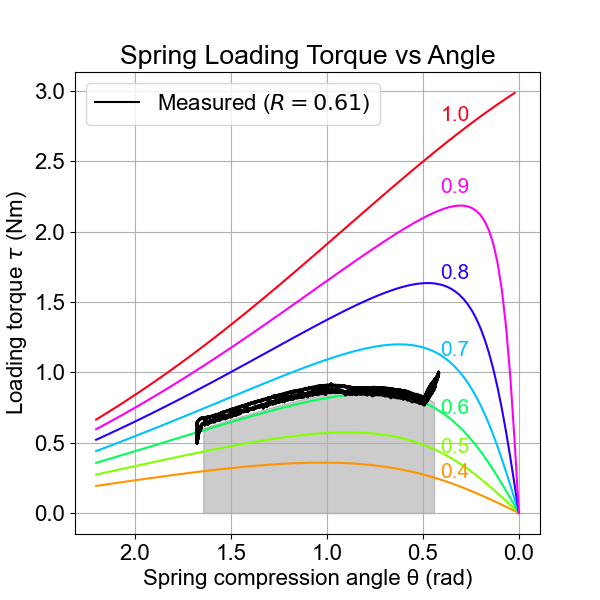 Spring Loading Torque vs Angle
Measured (R = 0.61)
3.0
2.5
2.0
1.5
1.0
0.5
0.0
Loading torque τ (Nm)
1.0
0.9
0.8
0.7
0.6
0.5
0.4
2.0 1.5 1.0 0.5 0.0
Spring compression angle θ (rad)